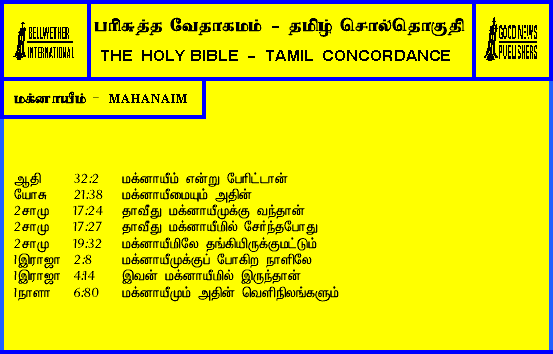 BELLWETHER
INTERNATIONAL
பரிசுத்த வேதாகமம் - தமிழ் சொல்தொகுதி
THE HOLY BIBLE - TAMIL CONCORDANCE
GOOD NEWS
PUBLISHERS
மக்னாயீம் - MAHANAIM
ஆதி 32:2 மக்னாயீம் என்று பேரிட்டான்
யோசு 21:38 மக்னாயீமையும் அதின்
2சாமு 17:24 தாவீது மக்னாயீமுக்கு வந்தான்
2சாமு 17:27 தாவீது மக்னாயீமில் சேர்ந்தபோது
2சாமு 19:32 மக்னாயீமிலே தங்கியிருக்குமட்டும்
1இராஜா 2:8 மக்னாயீமுக்குப் போகிற நாளிலே
1இராஜா 4:14 இவன் மக்னாயீமில் இருந்தான்
1நாளா 6:80 மக்னாயீமும் அதின் வெளிநிலங்களும்